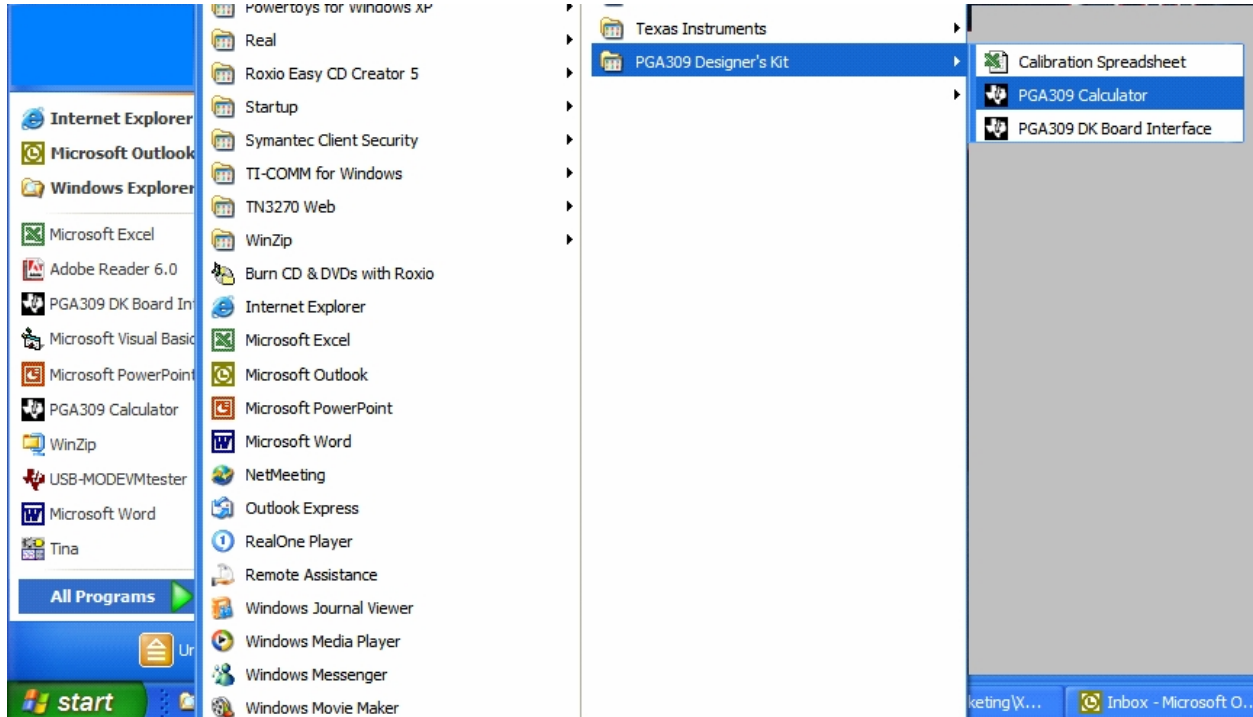 Internet Explorer
Microsoft Outlook
Windows Explorer
Microsoft Excel
Adobe Reader 6.0
PGA309 DK Board Int
Microsoft Visual Basic
Microsoft PowerPoint
PGA309 Calculator
WinZip
USB-MODEVMtester
Microsoft Word
Tina
All Programs
start
Powertoys for Windows XP
Real
Roxio Easy CD Creator 5
Startup
Symantec Client Security
TI-COMM for Windows
TN3270 Web
WinZip
Burn CD & DVDs with Roxio
Internet Explorer
Microsoft Excel
Microsoft Outlook
Microsoft PowerPoint
Microsoft Word
NetMeeting
Outlook Express
RealOne Player
Remote Assistance
Windows Journal Viewer
Windows Media Player
Windows Messenger
Windows Movie Maker
Texas Instruments
PGA309 Designer's Kit
Calibration Spreadsheet
PGA309 Calculator
PGA309 DK Board Interface
keting\X...
Inbox - Microsoft O...